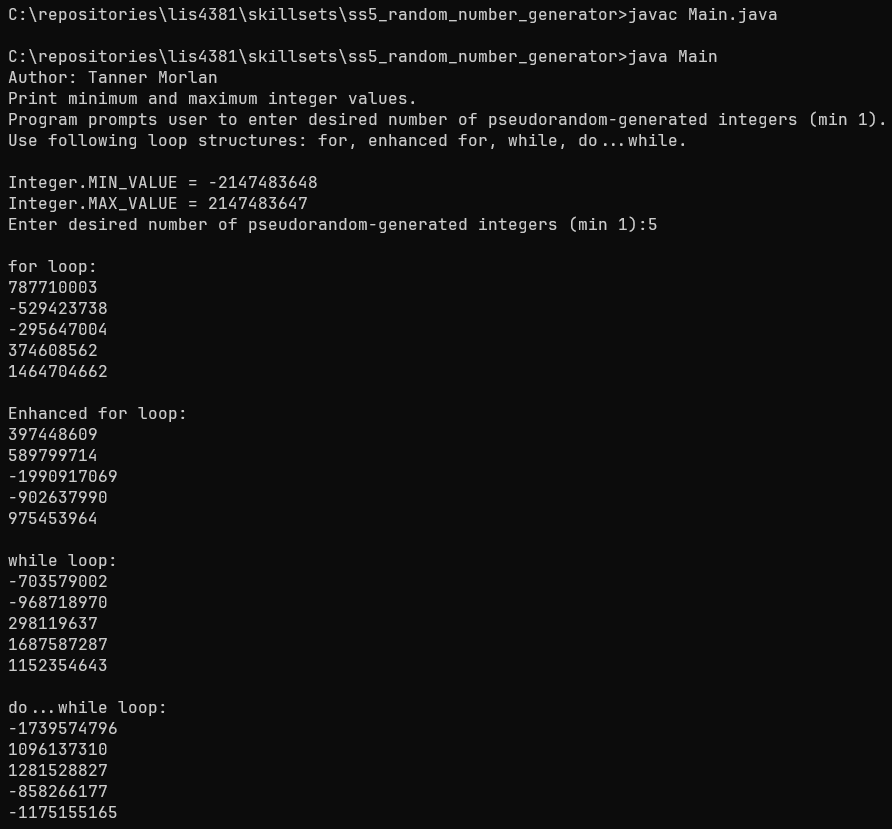 C:\repositories\lis4381\skillsets\ss5_random_number_generator>javac Main.java
C:\repositories\lis4381\skillsets\ss5_random_number_generator>java Main
Author: Tanner Morlan
Print minimum and maximum integer values.
Program prompts user to enter desired number of pseudorandom-generated integers (min 1).
Use following loop structures: for, enhanced for, while, do...while.
Integer.MIN_VALUE = -2147483648
Integer.MAX_VALUE = 2147483647
Enter desired number of pseudorandom-generated integers (min 1):5
for loop:
787710003
-529423738
-295647004
374608562
1464704662
Enhanced for loop:
397448609
589799714
-1990917069
-902637990
975453964
while loop:
-703579002
-968718970
298119637
1687587287
1152354643
do...while loop:
-1739574796
1096137310
1281528827
-858266177
-1175155165